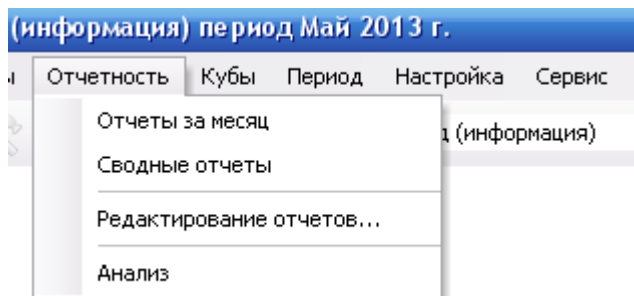 (информация) период Май 2013 г.
ы Отчетность Кубы Период Настройка Сервис
Отчеты за месяц
д (информация)
Сводные отчеты
Редактирование отчетов...
Анализ